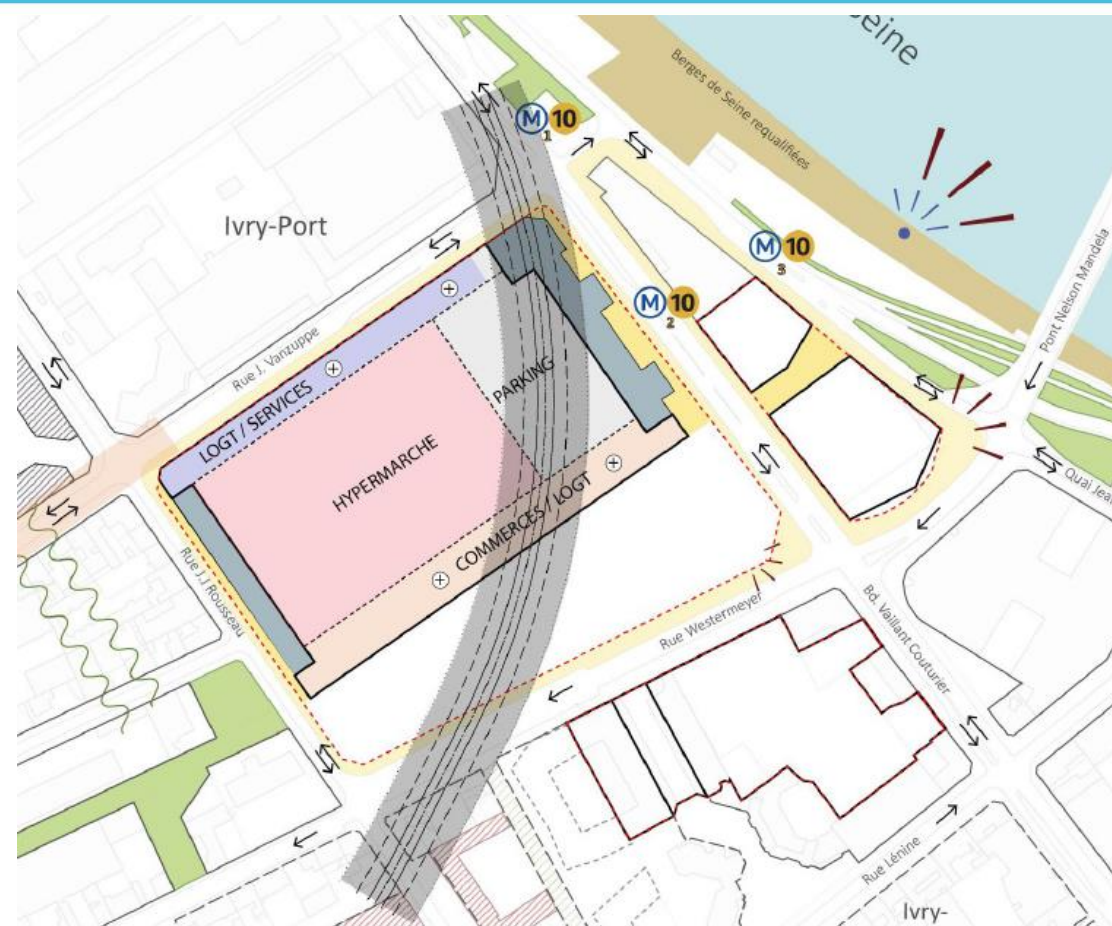 Seine
Berges de Seine requalifiées
M 10
1
Ivry-Port
M 10
3
Pont Nelson Mandela
M 10
2
Rue J. Vanzuppe
LOGT / SERVICES
PARKING
HYPERMARCHE
COMMERCES / LOGT
Quai Jean
Rue J.J Rousseau
Rue Westermeyer
Bd. Vaillant Couturier
Rue Lénine
Ivry-